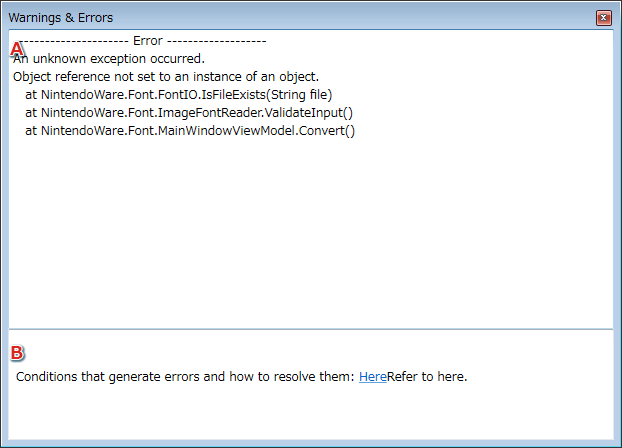 Warnings & Errors
A
--------------------- Error -------------------
An unknown exception occurred.
Object reference not set to an instance of an object.
at NintendoWare.Font.FontIO.IsFileExists(String file)
at NintendoWare.Font.ImageFontReader.ValidateInput()
at NintendoWare.Font.MainWindowViewModel.Convert()
B
Conditions that generate errors and how to resolve them: HereRefer to here.